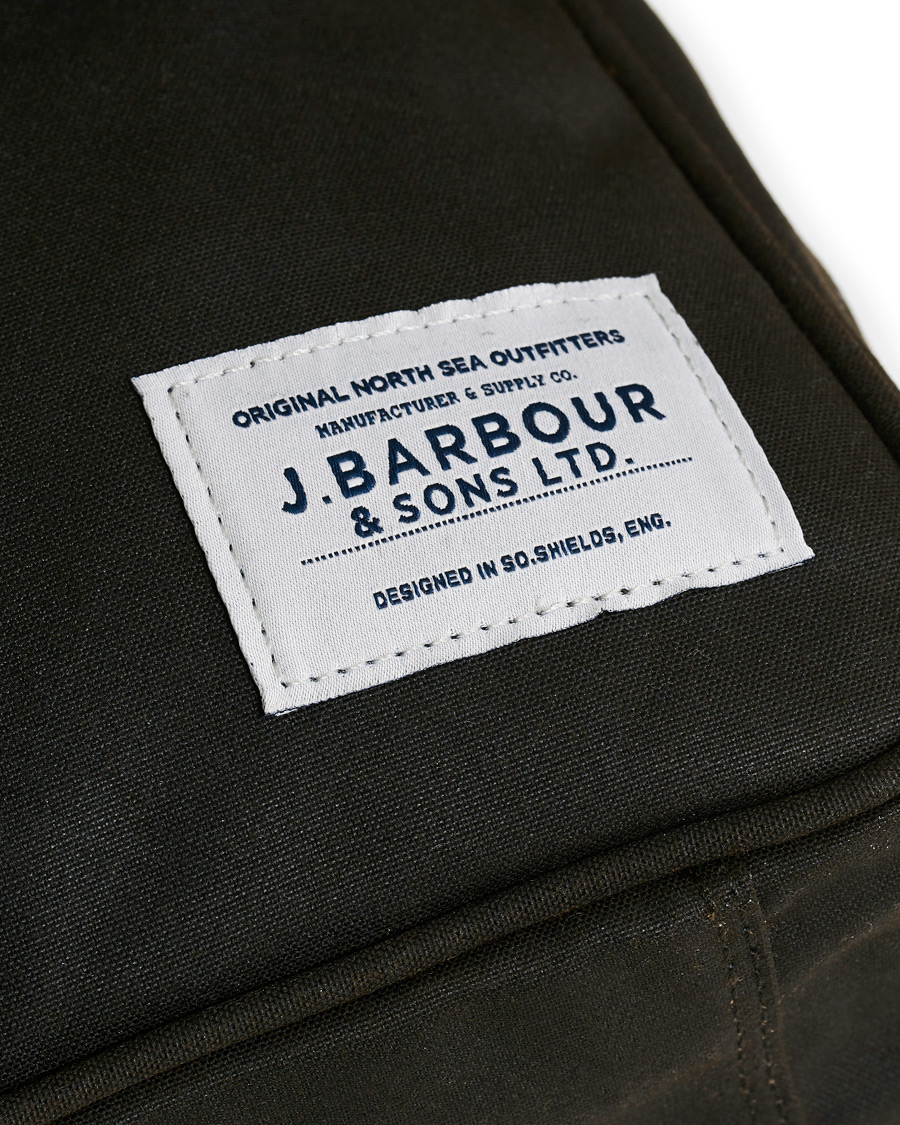 ORIGINAL NORTH SEA OUTFITTERS
MANUFACTURER & SUPPLY CO.
J.BARBOUR
& SONS LTD.
DESIGNED IN SO.SHIELDS, ENG.